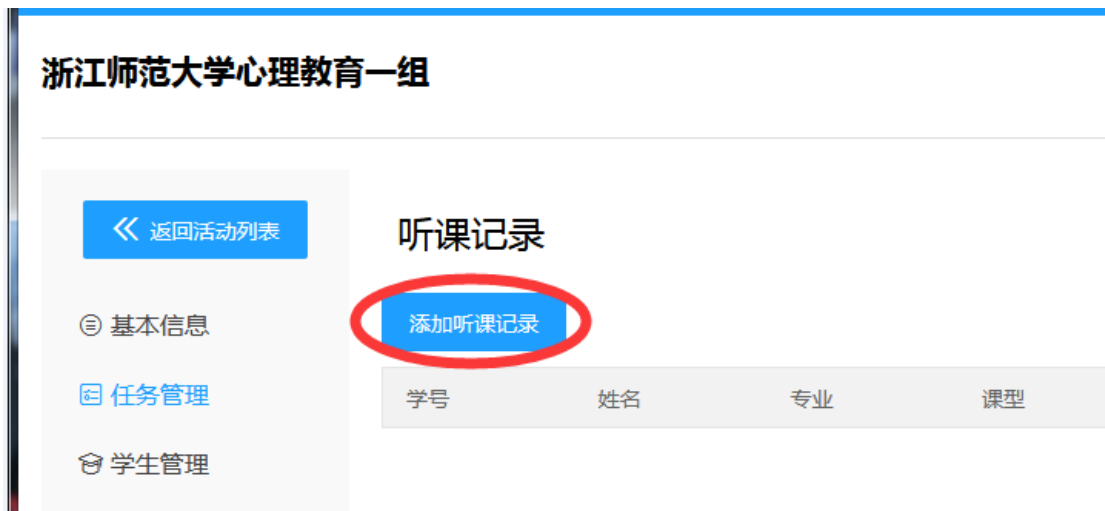 浙江师范大学心理教育一组
返回活动列表
听课记录
添加听课记录
基本信息
任务管理
学号 姓名 专业 课型
学生管理